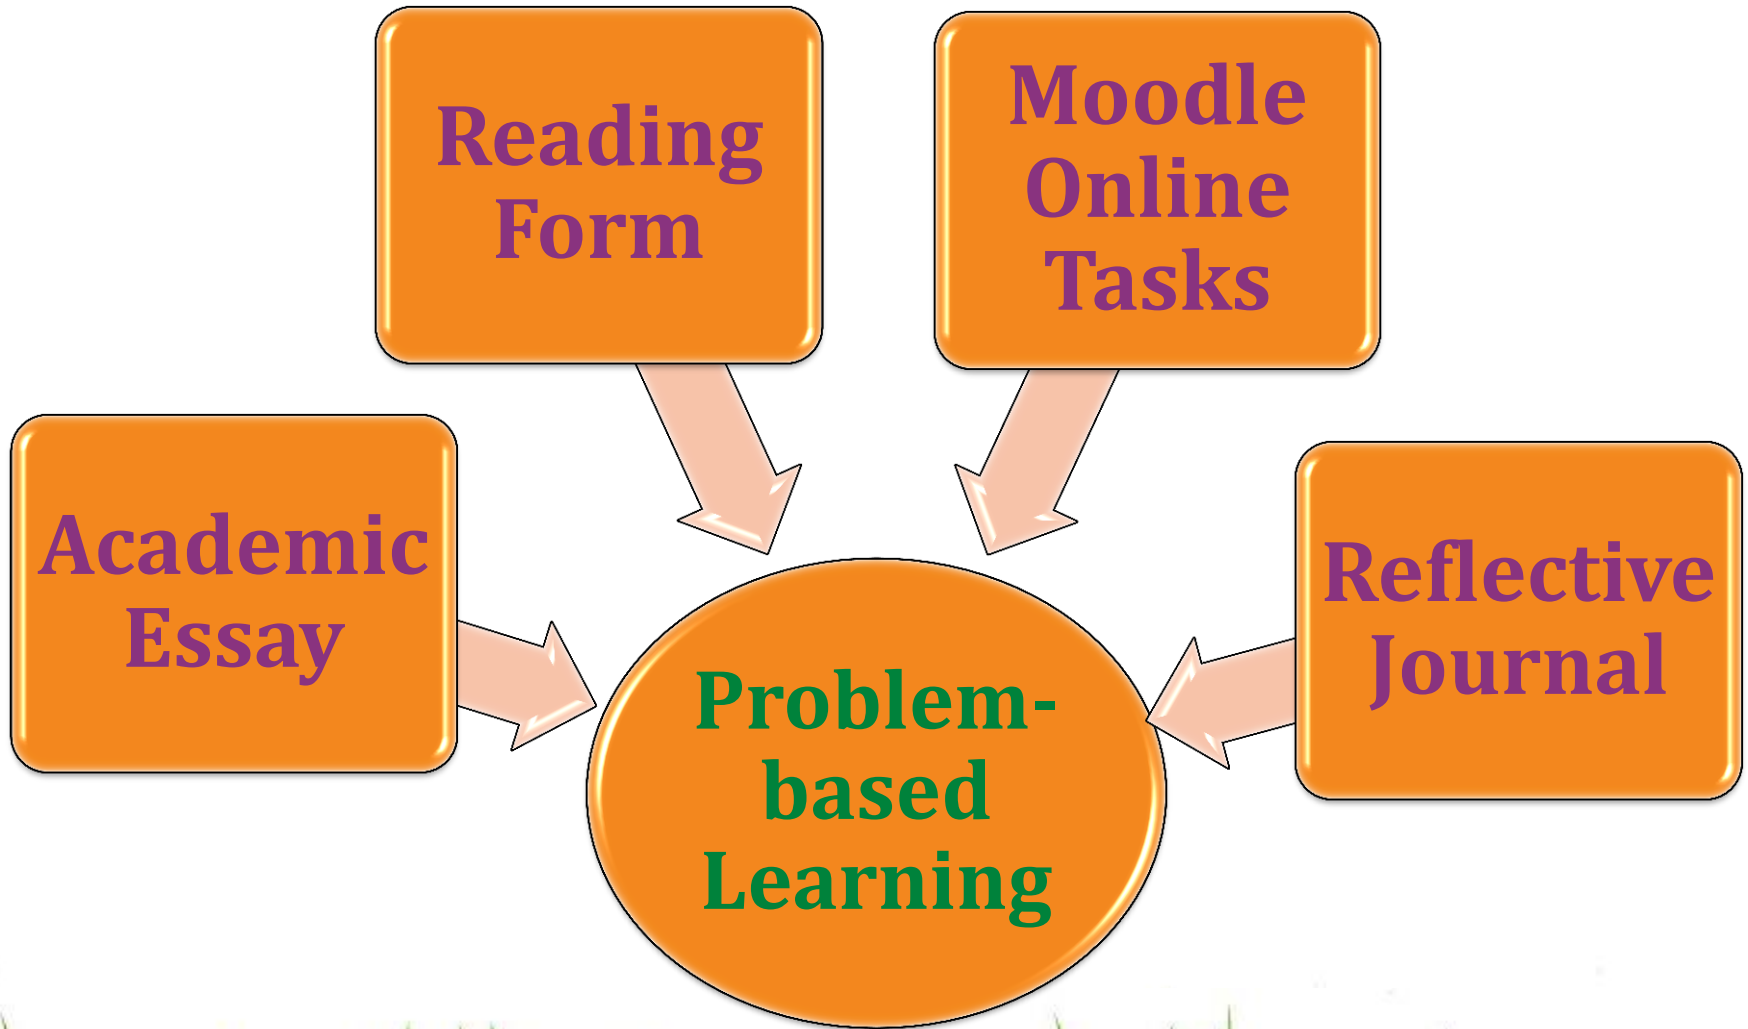 Reading
Form
Moodle
Online
Tasks
Academic
Essay
Reflective
Journal
Problem-
based
Learning